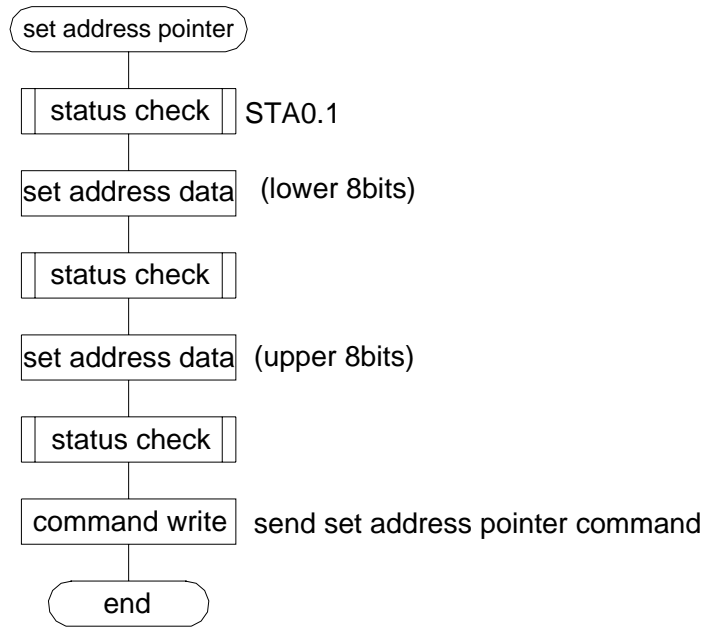 set address pointer
status check STA0.1
set address data (lower 8bits)
status check
set address data (upper 8bits)
status check
command write send set address pointer command
end